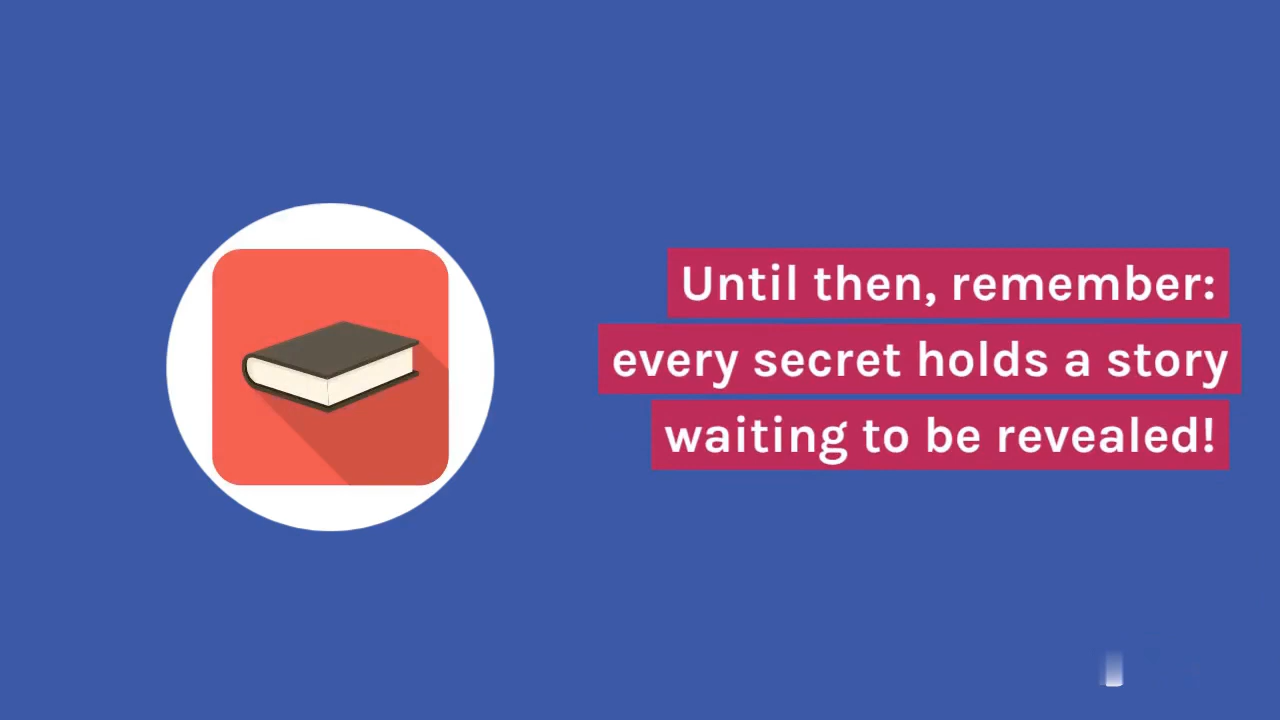 Until then, remember:
every secret holds a story
waiting to be revealed!